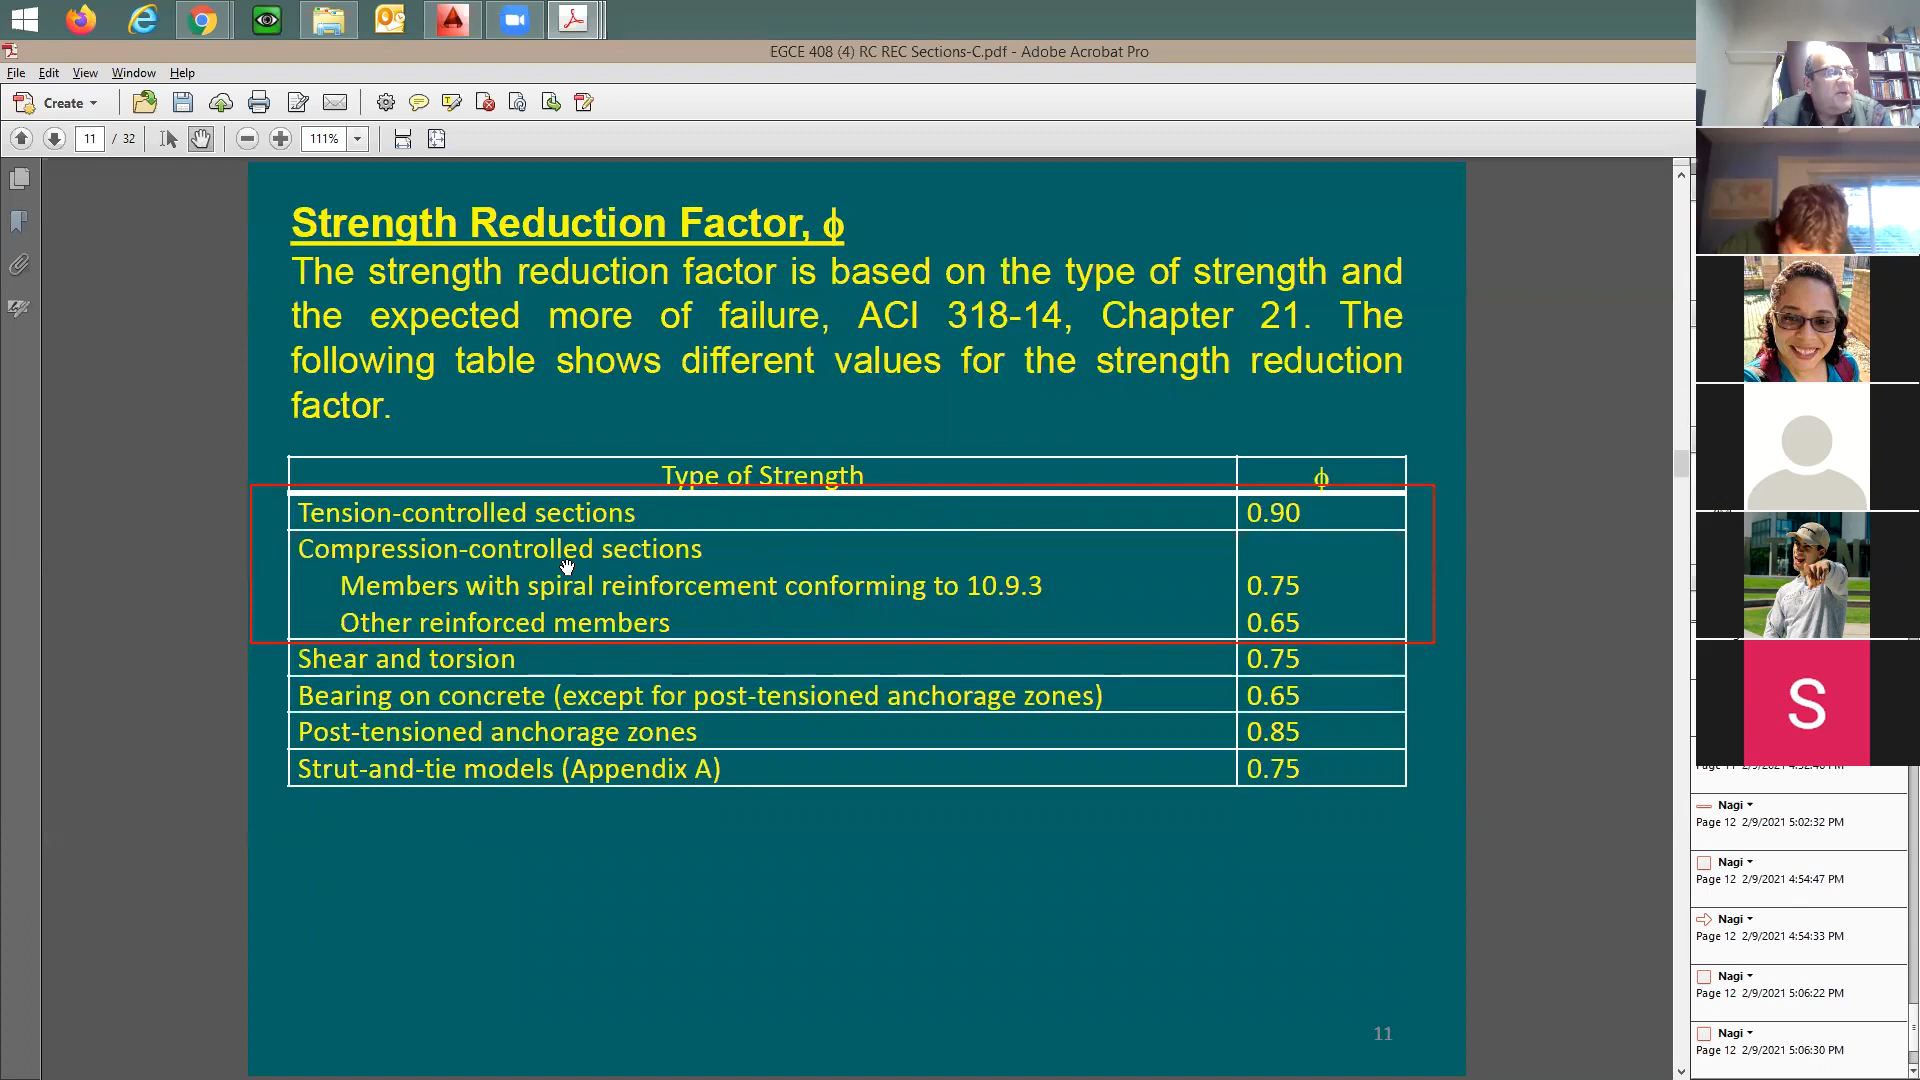 EGCE 408 (4) RC REC Sections-C.pdf - Adobe Acrobat Pro
File Edit View Window Help
Create
11 / 32 111%
Strength Reduction Factor, ϕ
The strength reduction factor is based on the type of strength and
the expected more of failure, ACI 318-14, Chapter 21. The
following table shows different values for the strength reduction
factor.
Type of Strength ϕ
Tension-controlled sections 0.90
Compression-controlled sections
Members with spiral reinforcement conforming to 10.9.3 0.75
Other reinforced members 0.65
Shear and torsion 0.75
Bearing on concrete (except for post-tensioned anchorage zones) 0.65
Post-tensioned anchorage zones 0.85
Strut-and-tie models (Appendix A) 0.75
11
S
Nagi
Page 12 2/9/2021 5:02:32 PM
Nagi
Page 12 2/9/2021 4:54:47 PM
Nagi
Page 12 2/9/2021 4:54:33 PM
Nagi
Page 12 2/9/2021 5:06:22 PM
Nagi
Page 12 2/9/2021 5:06:30 PM